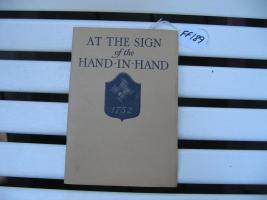 AT THE SIGN
of the
HAND-IN-HAND
1752
FF189